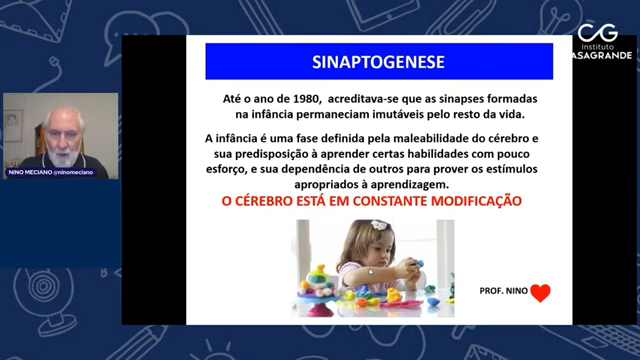 CG
Instituto
ASAGRANDE
SINAPTOGENESE
Até o ano de 1980, acreditava-se que as sinapses formadas
na infância permaneciam imutáveis pelo resto da vida.
A infância é uma fase definida pela maleabilidade do cérebro e
sua predisposição à aprender certas habilidades com pouco
esforço, e sua dependência de outros para prover os estímulos
apropriados à aprendizagem.
O CÉREBRO ESTÁ EM CONSTANTE MODIFICAÇÃO
NINO MECIANO @ninomeciano
PROF. NINO